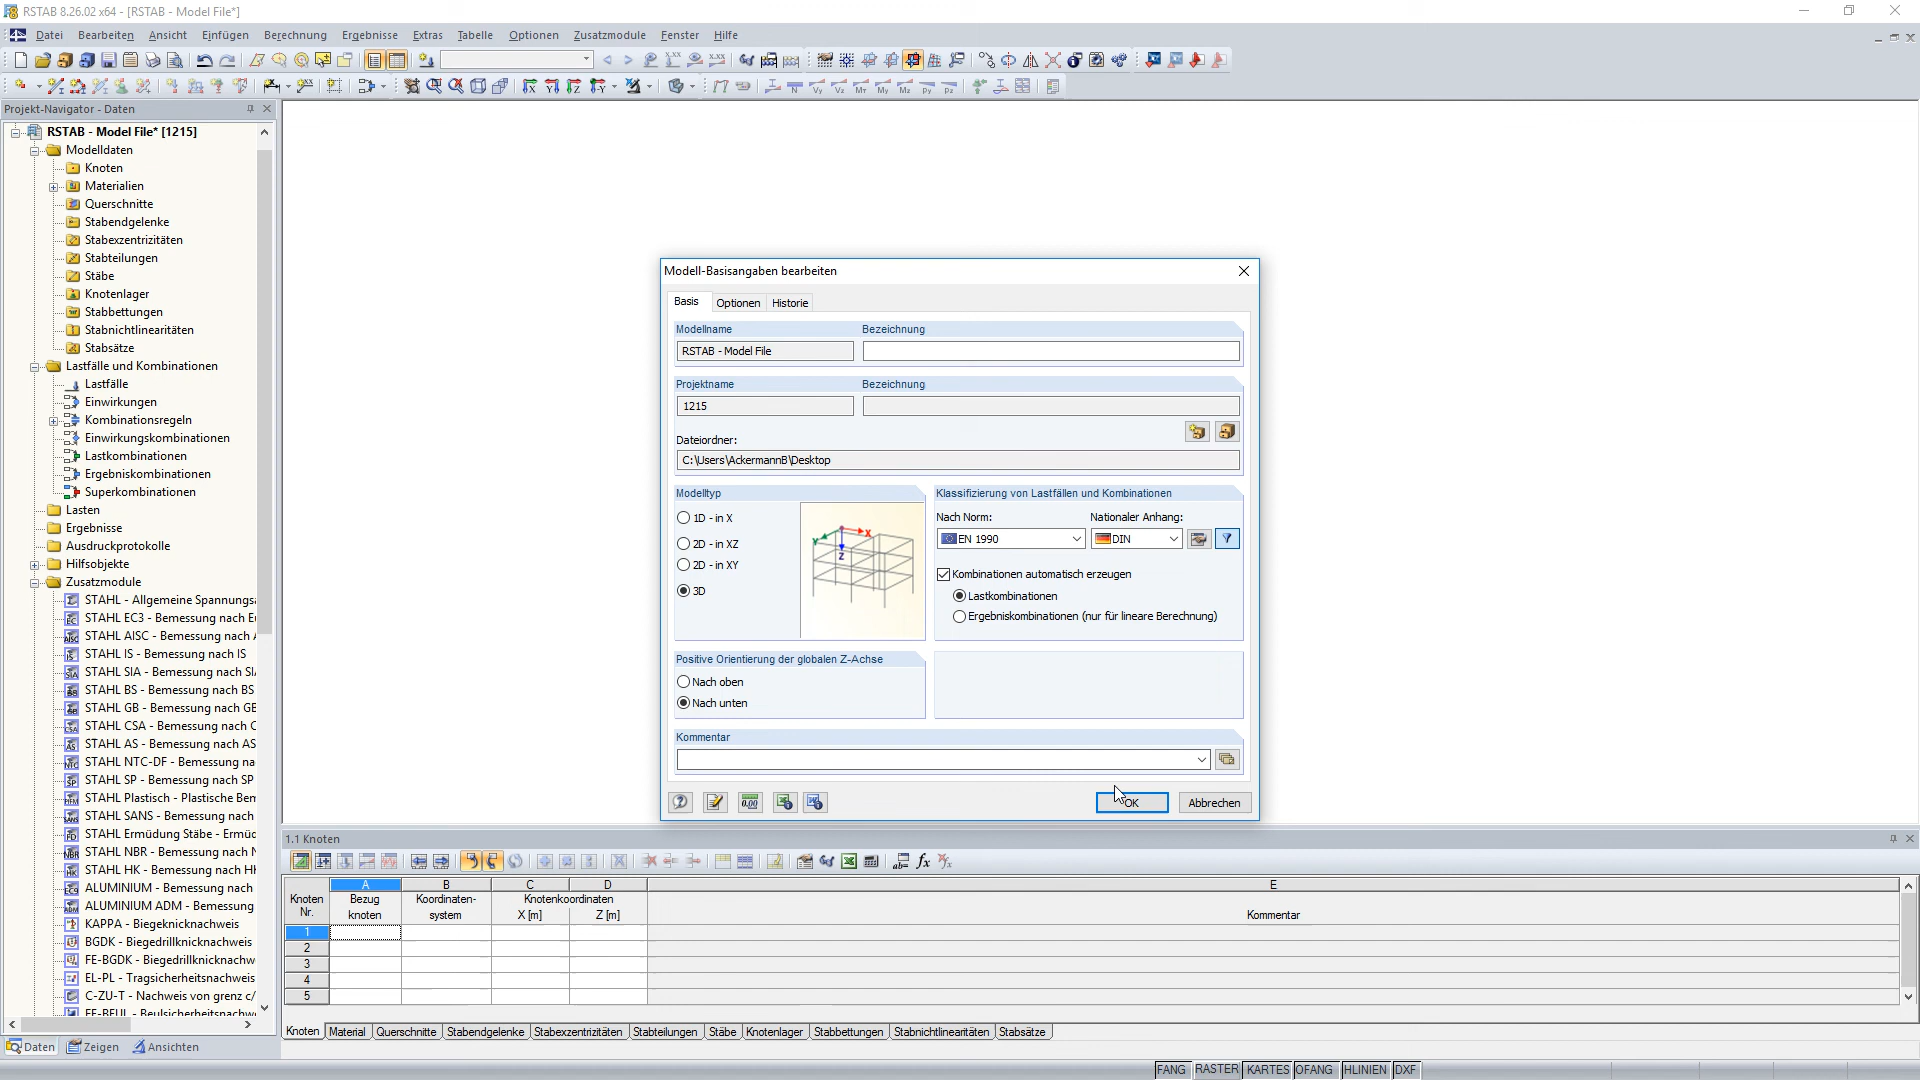 RSTAB 8.26.02 x64 - [RSTAB - Model File*]
Datei Bearbeiten Ansicht Einfügen Berechnung Ergebnisse Extras Tabelle Optionen Zusatzmodule Fenster Hilfe
Projekt-Navigator - Daten
RSTAB - Model File* [1215]
Modelldaten
Knoten
Materialien
Querschnitte
Stabendgelenke
Stabexzentrizitäten
Stabteilungen
Stäbe
Knotenlager
Stabbettungen
Stabnichtlinearitäten
Stabsätze
Lastfälle und Kombinationen
Lastfälle
Einwirkungen
Kombinationsregeln
Einwirkungskombinationen
Lastkombinationen
Ergebniskombinationen
Superkombinationen
Lasten
Ergebnisse
Ausdruckprotokolle
Hilfsobjekte
Zusatzmodule
STAHL - Allgemeine Spannungsa
STAHL EC3 - Bemessung nach Eu
STAHL AISC - Bemessung nach A
STAHL IS - Bemessung nach IS
STAHL SIA - Bemessung nach SIA
STAHL BS - Bemessung nach BS
STAHL GB - Bemessung nach GB
STAHL CSA - Bemessung nach C
STAHL AS - Bemessung nach AS
STAHL NTC-DF - Bemessung na
STAHL SP - Bemessung nach SP
STAHL Plastisch - Plastische Bem
STAHL SANS - Bemessung nach
STAHL Ermüdung Stäbe - Ermü
STAHL NBR - Bemessung nach N
STAHL HK - Bemessung nach HK
ALUMINIUM - Bemessung nach
ALUMINIUM ADM - Bemessung
KAPPA - Biegeknicknachweis
BGDK - Biegedrillknicknachweis
FE-BGDK - Biegedrillknicknachw
EL-PL - Tragsicherheitsnachweis
C-ZU-T - Nachweis von grenz c/
FE-BEUL - Beulsicherheitsnachw
Daten Zeigen Ansichten
Modell-Basisangaben bearbeiten
Basis Optionen Historie
Modellname Bezeichnung
RSTAB - Model File
Projektname Bezeichnung
1215
Dateiordner:
C:\Users\AckermannB\Desktop
Modelltyp
1D - in X
2D - in XZ
2D - in XY
3D
X
Y
Z
Klassifizierung von Lastfällen und Kombinationen
Nach Norm: Nationaler Anhang:
EN 1990 DIN
Kombinationen automatisch erzeugen
Lastkombinationen
Ergebniskombinationen (nur für lineare Berechnung)
Positive Orientierung der globalen Z-Achse
Nach oben
Nach unten
Kommentar
0.00
OK Abbrechen
1.1 Knoten
A B C D E
Knoten Nr.
Bezug knoten
Koordinaten- system
Knotenkoordinaten
X [m] Z [m]
Kommentar
1
2
3
4
5
Knoten Material Querschnitte Stabendgelenke Stabexzentrizitäten Stabteilungen Stäbe Knotenlager Stabbettungen Stabnichtlinearitäten Stabsätze
FANG RASTER KARTES OFANG HLINIEN DXF